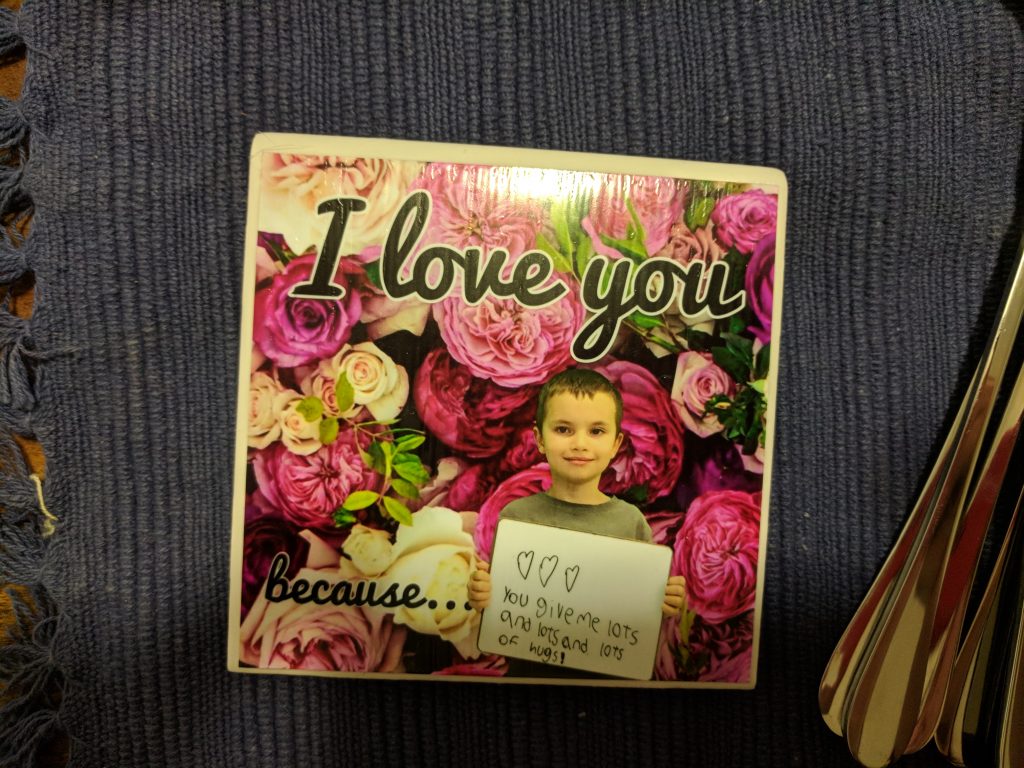 I love you
because...
You give me lots
and lots and lots
of hugs!